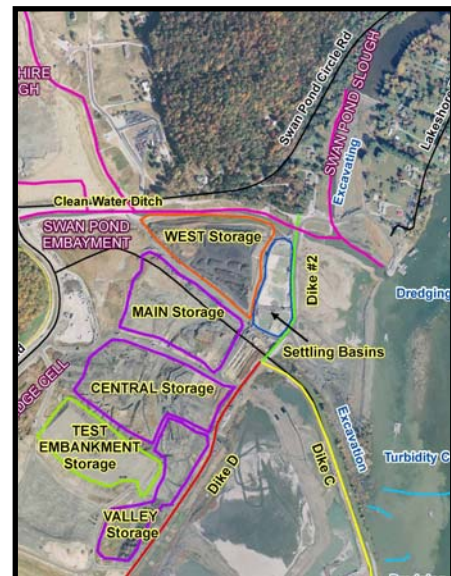 HIRE
GH
Swan Pond Circle Rd
SWAN POND SLOUGH
Excavating
Lakeshore
Clean Water Ditch
SWAN POND
EMBAYMENT
WEST Storage
Dike #2
Dredging
MAIN Storage
Settling Basins
CENTRAL Storage
DGE CELL
TEST
EMBANKMENT
Storage
Excavation
Dike D
Dike C
Turbidity C
VALLEY
Storage